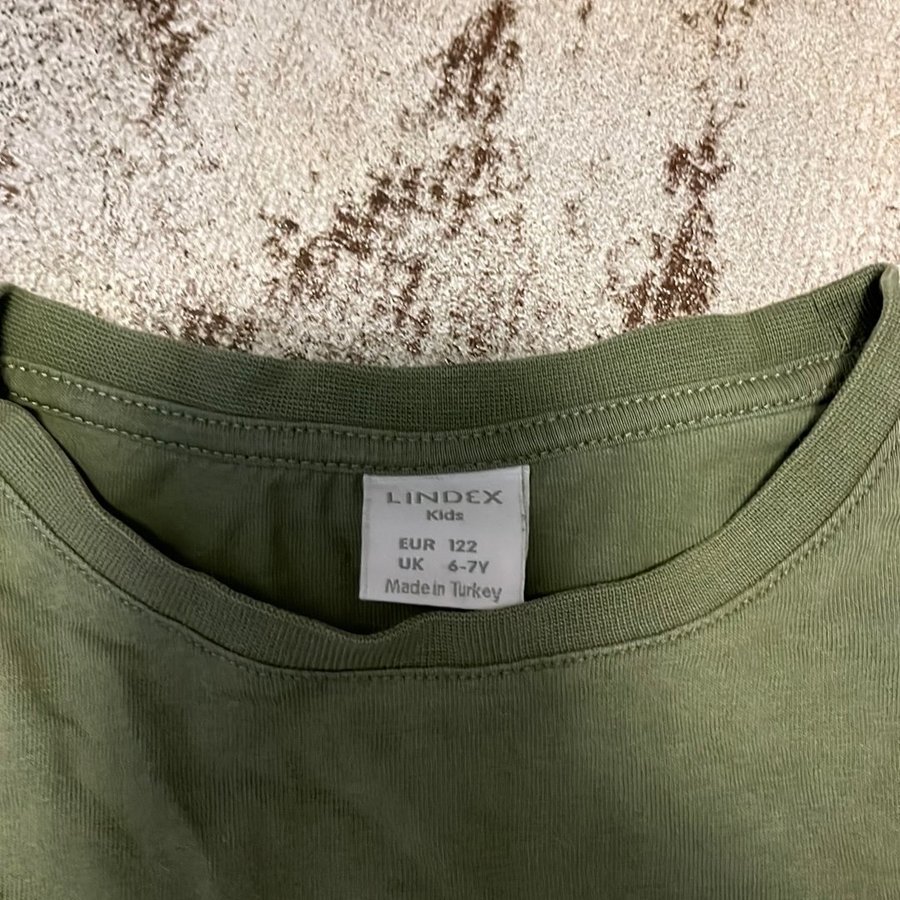 LINDEX
Kids
EUR 122
UK 6-7Y
Made in Turkey